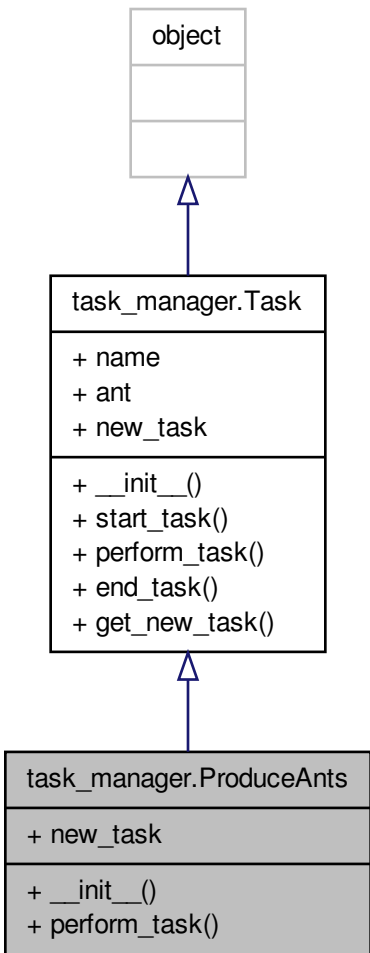 object
task_manager.Task
+ name
+ ant
+ new_task
+ __init__()
+ start_task()
+ perform_task()
+ end_task()
+ get_new_task()
task_manager.ProduceAnts
+ new_task
+ __init__()
+ perform_task()